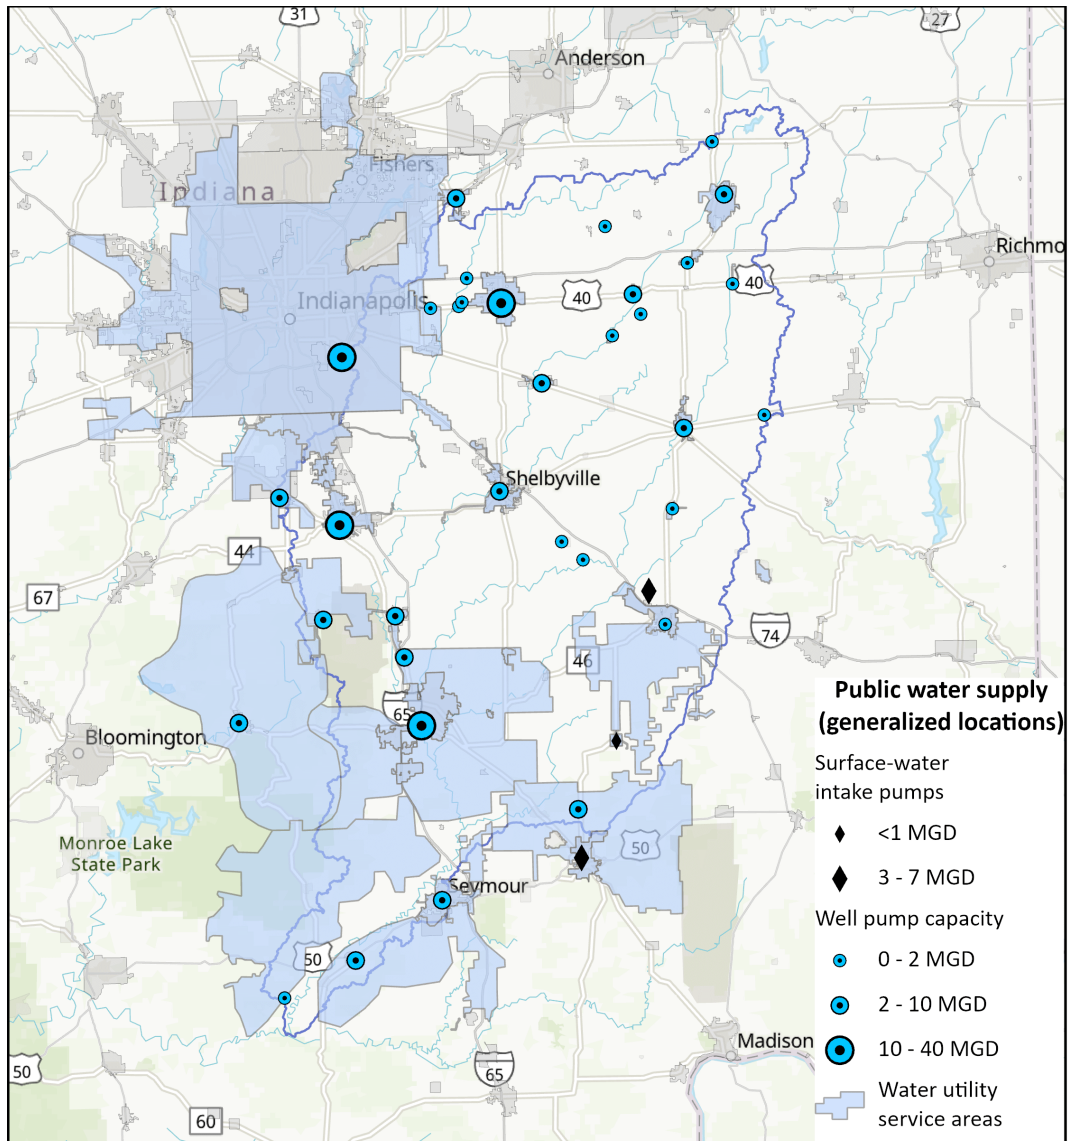 31
27
Anderson
Fishers
Indiana
Richmo
40
Indianapolis
40
Shelbyville
44
67
74
46
65
Bloomington
Monroe Lake
State Park
50
Seymour
50
Madison
50
65
60
Public water supply
(generalized locations)
Surface-water
intake pumps
<1 MGD
3 - 7 MGD
Well pump capacity
0 - 2 MGD
2 - 10 MGD
10 - 40 MGD
Water utility
service areas